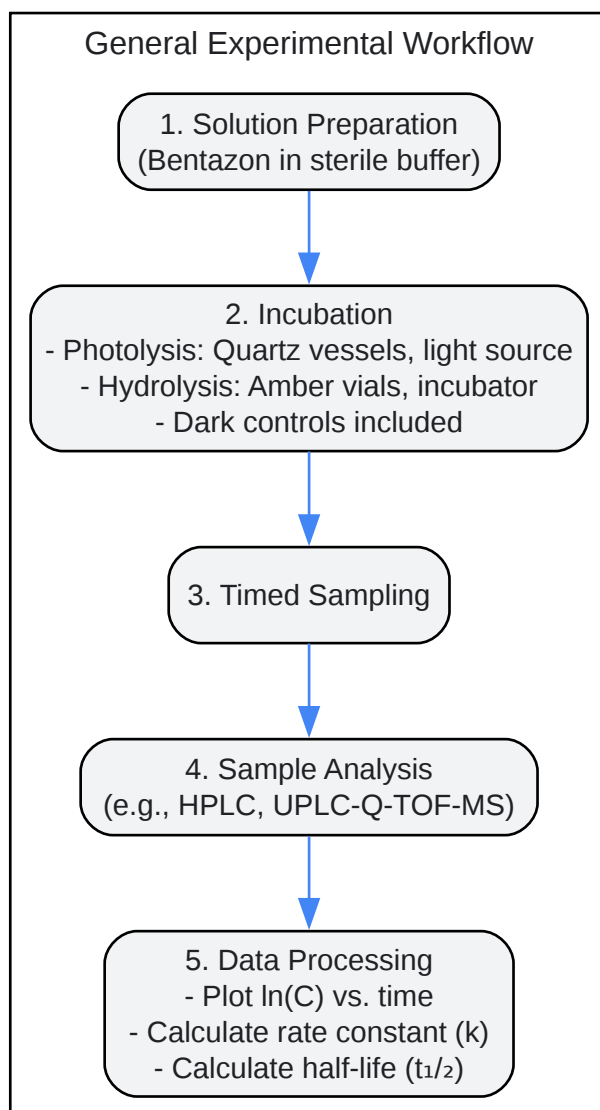 General Experimental Workflow
1. Solution Preparation
(Bentazon in sterile buffer)
2. Incubation
- Photolysis: Quartz vessels, light source
- Hydrolysis: Amber vials, incubator
- Dark controls included
3. Timed Sampling
4. Sample Analysis
(e.g., HPLC, UPLC-Q-TOF-MS)
5. Data Processing
- Plot ln(C) vs. time
- Calculate rate constant (k)
- Calculate half-life (t₁/₂)